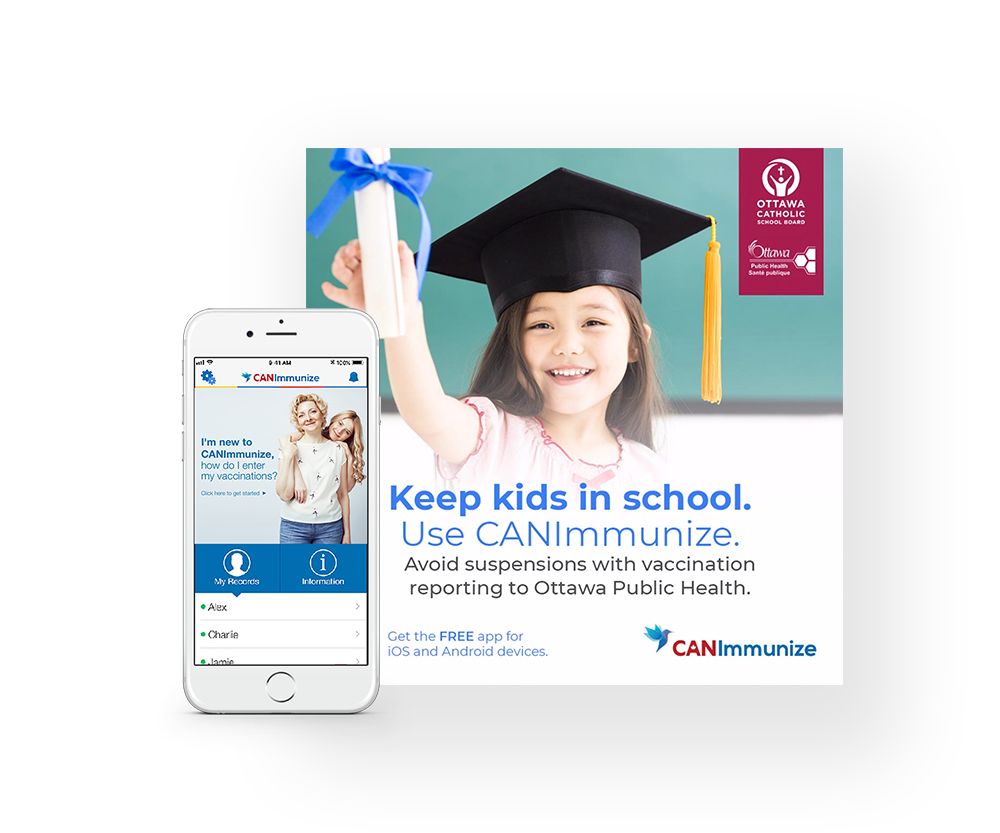 OTTAWA
CATHOLIC
SCHOOL BOARD
Ottawa
Public Health
Santé publique
9:41 AM
100%
CANImmunize
I'm new to
CANImmunize,
how do I enter
my vaccinations?
Click here to get started
My Records
Information
Alex
Charlie
Jamie
Keep kids in school.
Use CANImmunize.
Avoid suspensions with vaccination
reporting to Ottawa Public Health.
Get the FREE app for
iOS and Android devices.
CANImmunize